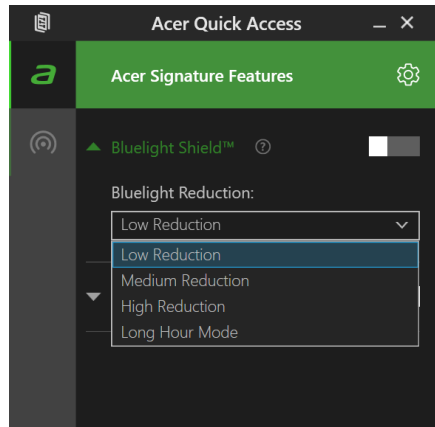 Acer Quick Access
a
Acer Signature Features
Bluelight Shield™ ?
Bluelight Reduction:
Low Reduction
Low Reduction
Medium Reduction
High Reduction
Long Hour Mode